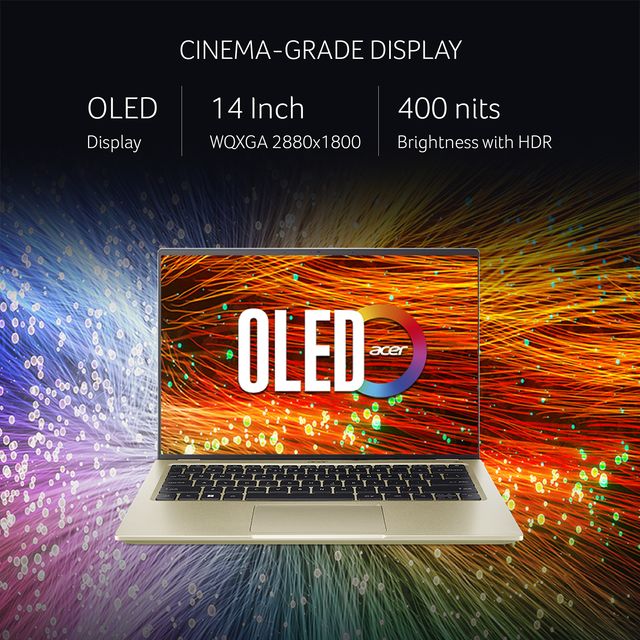 CINEMA-GRADE DISPLAY
OLED
Display
14 Inch
WQXGA 2880x1800
400 nits
Brightness with HDR
OLED
acer